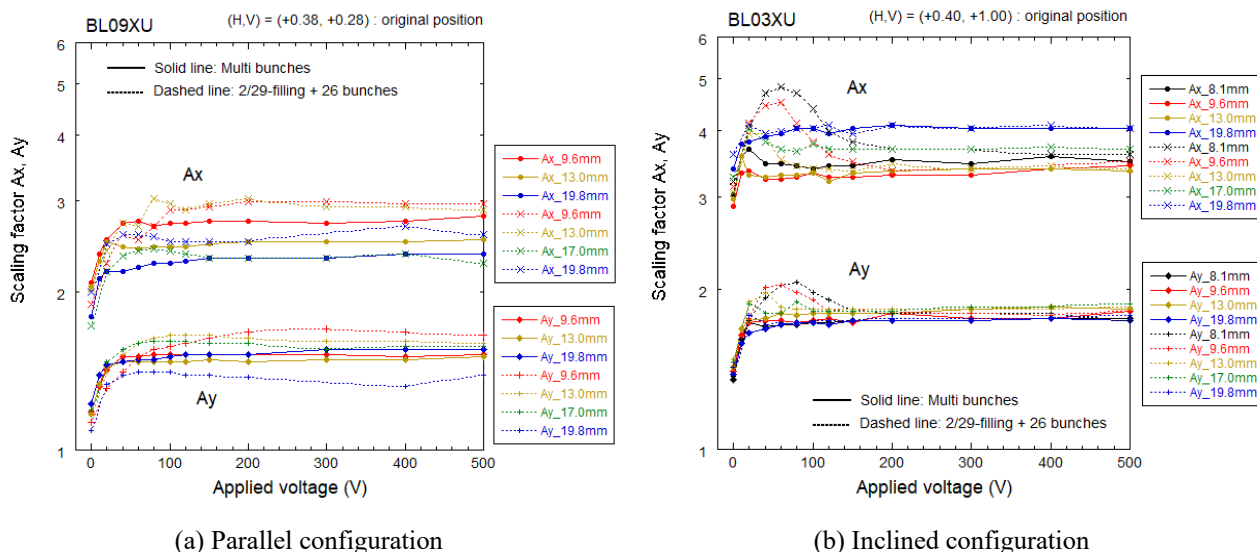 BL09XU
(H,V) = (+0.38, +0.28) : original position
6
5
4
3
2
1
Scaling factor Ax, Ay
Solid line: Multi bunches
Dashed line: 2/29-filling + 26 bunches
Ax
Ay
0
100
200
300
400
500
Applied voltage (V)
Ax_9.6mm
Ax_13.0mm
Ax_19.8mm
Ax_9.6mm
Ax_13.0mm
Ax_17.0mm
Ax_19.8mm
Ay_9.6mm
Ay_13.0mm
Ay_19.8mm
Ay_9.6mm
Ay_13.0mm
Ay_17.0mm
Ay_19.8mm
(a) Parallel configuration
BL03XU
(H,V) = (+0.40, +1.00) : original position
6
5
4
3
2
1
Scaling factor Ax, Ay
Ax
Ay
Solid line: Multi bunches
Dashed line: 2/29-filling + 26 bunches
0
100
200
300
400
500
Applied voltage (V)
Ax_8.1mm
Ax_9.6mm
Ax_13.0mm
Ax_19.8mm
Ax_8.1mm
Ax_9.6mm
Ax_13.0mm
Ax_17.0mm
Ax_19.8mm
Ay_8.1mm
Ay_9.6mm
Ay_13.0mm
Ay_19.8mm
Ay_8.1mm
Ay_9.6mm
Ay_13.0mm
Ay_17.0mm
Ay_19.8mm
(b) Inclined configuration